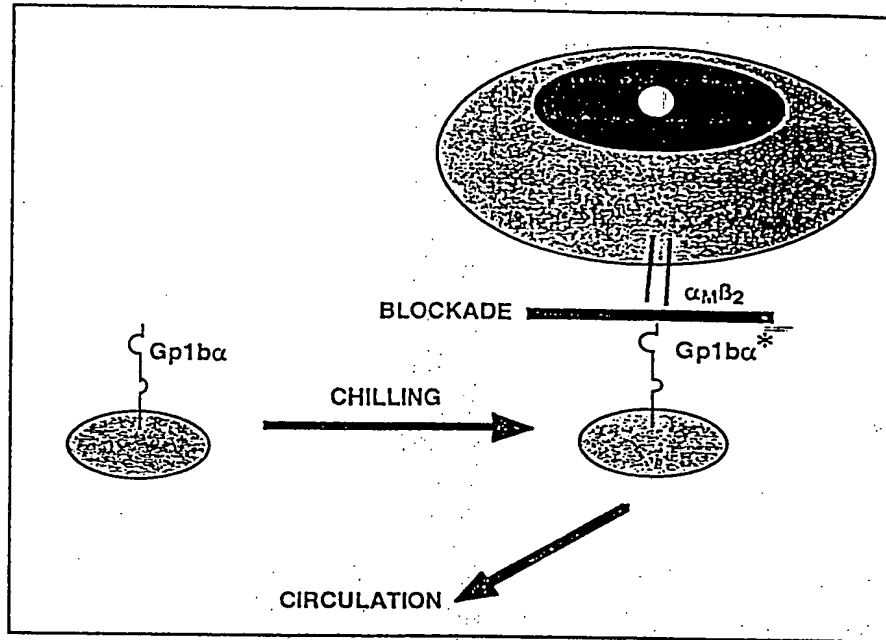 αMβ2
BLOCKADE
Gp1bα
Gp1bα*
CHILLING
CIRCULATION